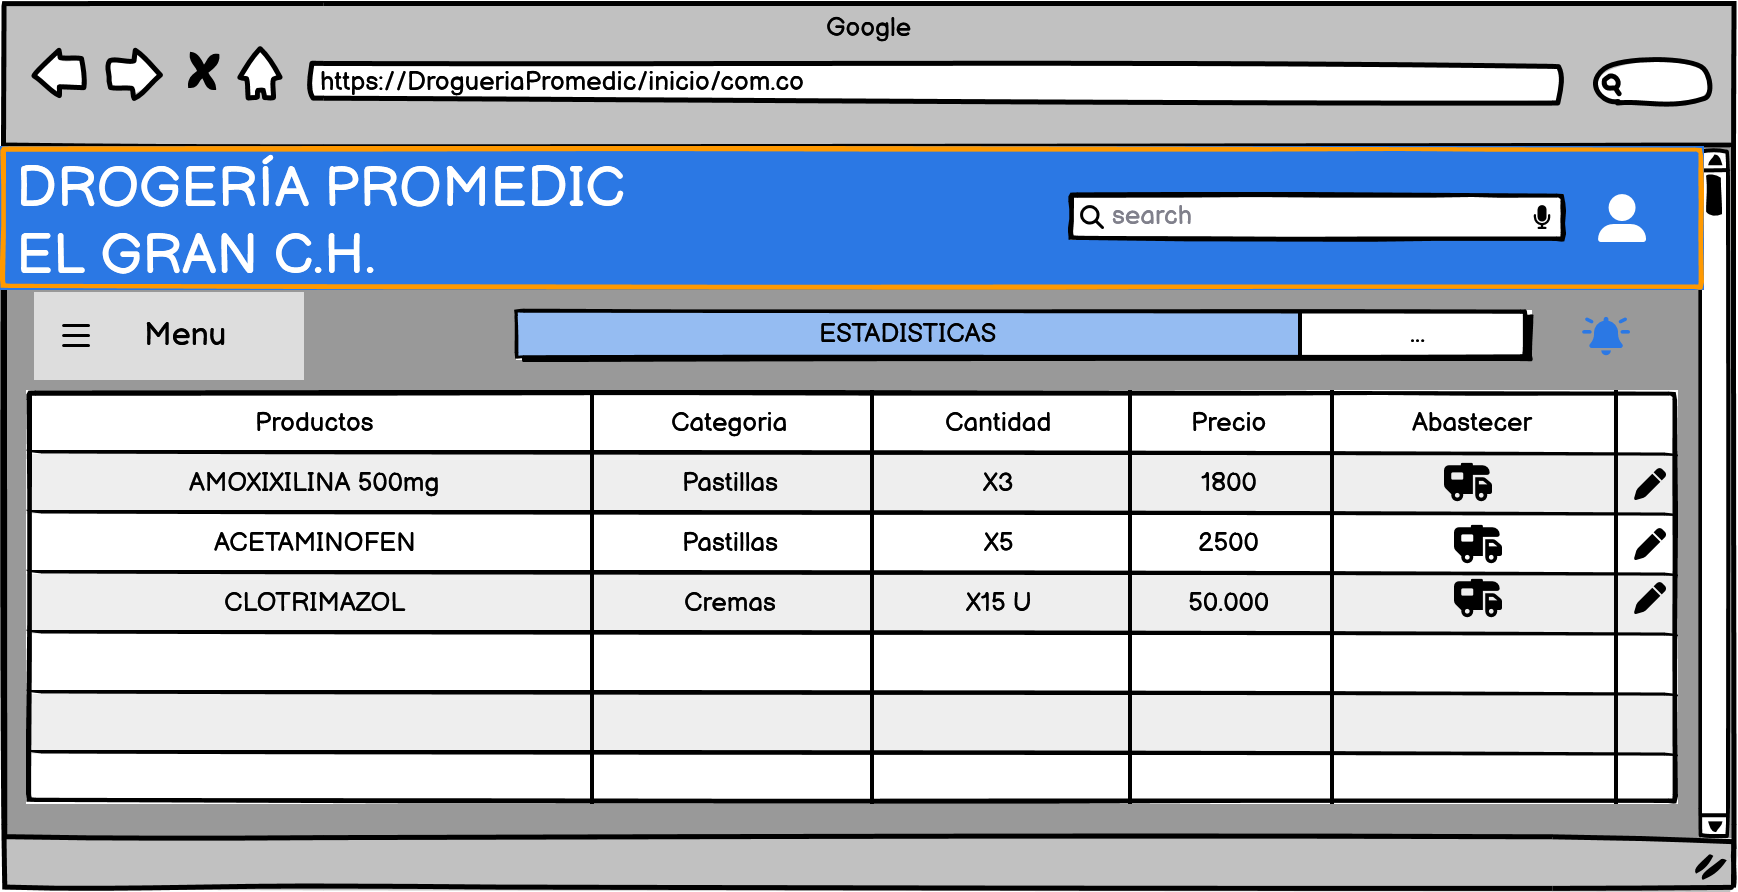 Google
https://DrogueriaPromedic/inicio/com.co
DROGERÍA PROMEDIC
EL GRAN C.H.
search
Menu
ESTADISTICAS
...
Productos Categoria Cantidad Precio Abastecer
AMOXIXILINA 500mg Pastillas X3 1800
ACETAMINOFEN Pastillas X5 2500
CLOTRIMAZOL Cremas X15 U 50.000